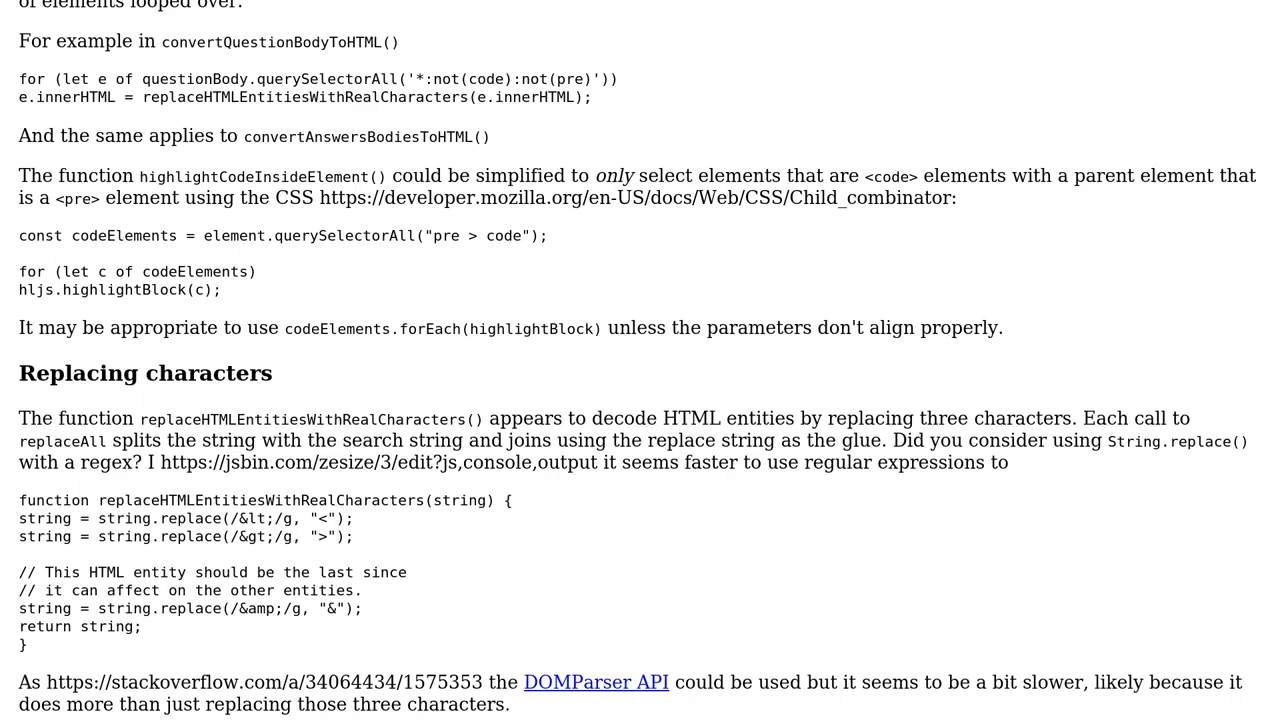 of elements looped over.
For example in convertQuestionBodyToHTML()
for (let e of questionBody.querySelectorAll('*:not(code):not(pre)'))
e.innerHTML = replaceHTMLEntitiesWithRealCharacters(e.innerHTML);
And the same applies to convertAnswersBodiesToHTML()
The function highlightCodeInsideElement() could be simplified to only select elements that are <code> elements with a parent element that
is a <pre> element using the CSS https://developer.mozilla.org/en-US/docs/Web/CSS/Child_combinator:
const codeElements = element.querySelectorAll("pre > code");
for (let c of codeElements)
hljs.highlightBlock(c);
It may be appropriate to use codeElements.forEach(highlightBlock) unless the parameters don't align properly.
Replacing characters
The function replaceHTMLEntitiesWithRealCharacters() appears to decode HTML entities by replacing three characters. Each call to
replaceAll splits the string with the search string and joins using the replace string as the glue. Did you consider using String.replace()
with a regex? I https://jsbin.com/zesize/3/edit?js,console,output it seems faster to use regular expressions to
function replaceHTMLEntitiesWithRealCharacters(string) {
string = string.replace(/&lt;/g, "<");
string = string.replace(/&gt;/g, ">");
// This HTML entity should be the last since
// it can affect on the other entities.
string = string.replace(/&amp;/g, "&");
return string;
}
As https://stackoverflow.com/a/34064434/1575353 the DOMParser API could be used but it seems to be a bit slower, likely because it
does more than just replacing those three characters.